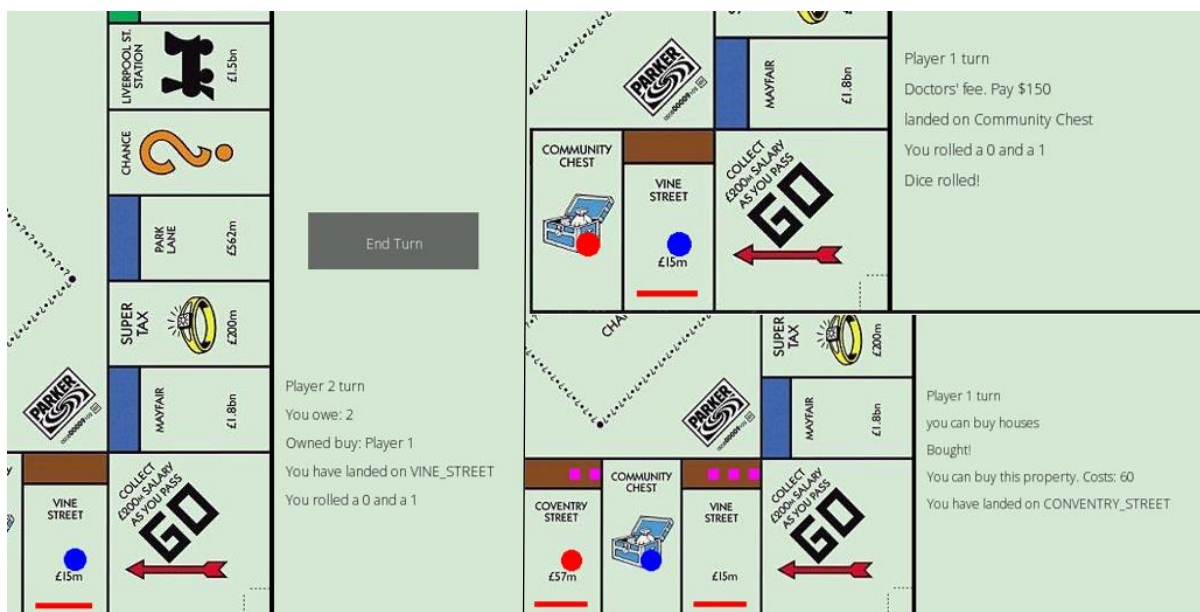 LIVERPOOL ST.
STATION
£1.5bn
CHANCE
PARK
LANE
£562m
SUPER
TAX
£200m
PARKER
MAYFAIR
£1.8bn
VINE
STREET
£15m
COLLECT
£200M SALARY
AS YOU PASS
GO
End Turn
Player 2 turn
You owe: 2
Owned buy: Player 1
You have landed on VINE_STREET
You rolled a 0 and a 1
PARKER
MAYFAIR
£1.8bn
COMMUNITY
CHEST
VINE
STREET
£15m
COLLECT
£200M SALARY
AS YOU PASS
GO
Player 1 turn
Doctors' fee. Pay $150
landed on Community Chest
You rolled a 0 and a 1
Dice rolled!
SUPER
TAX
£200m
PARKER
MAYFAIR
£1.8bn
COVENTRY
STREET
£57m
COMMUNITY
CHEST
VINE
STREET
£15m
COLLECT
£200M SALARY
AS YOU PASS
GO
Player 1 turn
you can buy houses
Bought!
You can buy this property. Costs: 60
You have landed on CONVENTRY_STREET